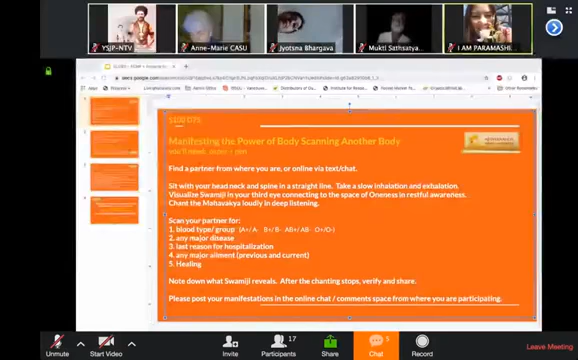 YSJP-NTV
Anne-Marie CASU
Jyotsna Bhargava
Mukti Sathsatya...
I AM PARAMASHI...
Manifesting the Power of Body Scanning Another Body
you'll need: paper + pen
Find a partner from where you are, or online via text/chat.
Sit with your head neck and spine in a straight line. Take a slow inhalation and exhalation.
Visualize Swamiji in your third eye connecting to the space of Oneness in restful awareness.
Chant the Mahavakya loudly in deep listening.
Scan your partner for:
1. blood type/ group (A+/ A- B+/ B- AB+/ AB- O+/O-)
2. any major disease
3. last reason for hospitalization
4. any major ailment (previous and current)
5. Healing
Note down what Swamiji reveals. After the chanting stops, verify and share.
Please post your manifestations in the online chat / comments space from where you are participating.
Unmute
Start Video
Invite
17
Participants
Share
5
Chat
Record
Leave Meeting